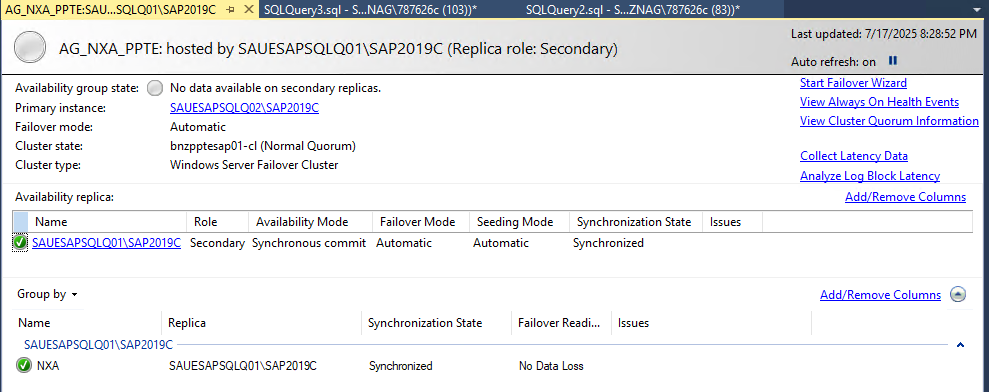 AG_NXA_PPTE:SAU...SQLQ01\SAP2019C SQLQuery3.sql - S...NAG\787626c (103))* SQLQuery2.sql - S...ZNAG\787626c (83))*
AG_NXA_PPTE: hosted by SAUESAPSQLQ01\SAP2019C (Replica role: Secondary)
Last updated: 7/17/2025 8:28:52 PM
Auto refresh: on
Availability group state: No data available on secondary replicas.
Primary instance: SAUESAPSQLQ02\SAP2019C
Failover mode: Automatic
Cluster state: bnzpptesap01-cl (Normal Quorum)
Cluster type: Windows Server Failover Cluster
Start Failover Wizard
View Always On Health Events
View Cluster Quorum Information
Collect Latency Data
Analyze Log Block Latency
Availability replica: Add/Remove Columns
Name Role Availability Mode Failover Mode Seeding Mode Synchronization State Issues
SAUESAPSQLQ01\SAP2019C Secondary Synchronous commit Automatic Automatic Synchronized
Group by Add/Remove Columns
Name Replica Synchronization State Failover Readi... Issues
SAUESAPSQLQ01\SAP2019C
NXA SAUESAPSQLQ01\SAP2019C Synchronized No Data Loss